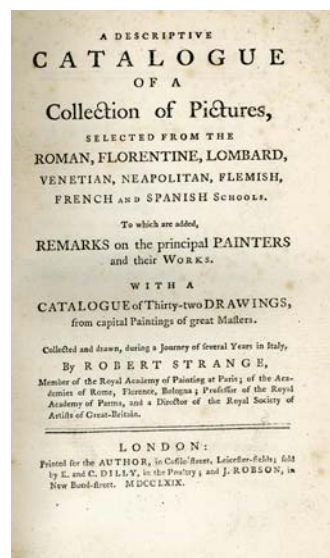 A DESCRIPTIVE
CATALOGUE
OF A
Collection of Pictures,
SELECTED FROM THE
ROMAN, FLORENTINE, LOMBARD,
VENETIAN, NEAPOLITAN, FLEMISH,
FRENCH AND SPANISH SCHOOLS.
To which are added,
REMARKS on the principal PAINTERS
and their WORKS.
WITH A
CATALOGUE of Thirty-two DRAWINGS,
from capital Paintings of great Maſters.
Collected and drawn, during a Journey of ſeveral Years in Italy,
By ROBERT STRANGE,
Member of the Royal Academy of Painting at Paris; of the Aca-
demies of Rome, Florence, Bologna; Profeſſor of the Royal
Academy of Parma, and a Director of the Royal Society of
Artiſts of Great-Britain.
LONDON:
Printed for the AUTHOR, in Caſtle-ſtreet, Leiceſter-fields; ſold
by E. and C. DILLY, in the Poultry; and J. ROBSON, in
New Bond-ſtreet. MDCCLXIX.